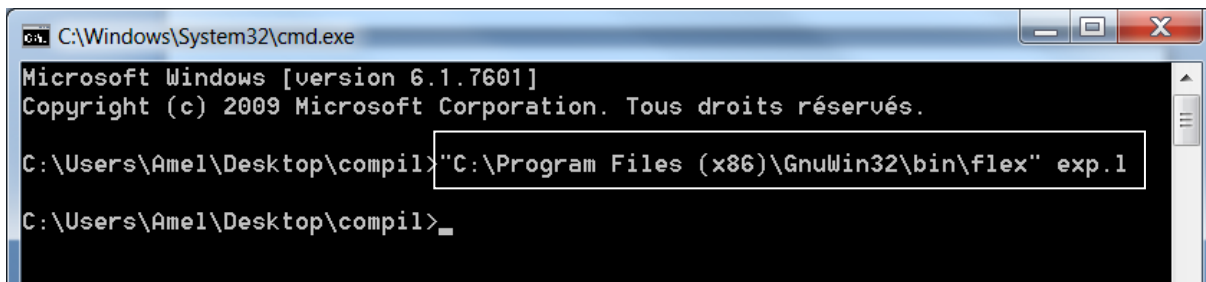 C:\Windows\System32\cmd.exe
Microsoft Windows [version 6.1.7601]
Copyright (c) 2009 Microsoft Corporation. Tous droits réservés.
C:\Users\Amel\Desktop\compil>"C:\Program Files (x86)\GnuWin32\bin\flex" exp.l
C:\Users\Amel\Desktop\compil>_